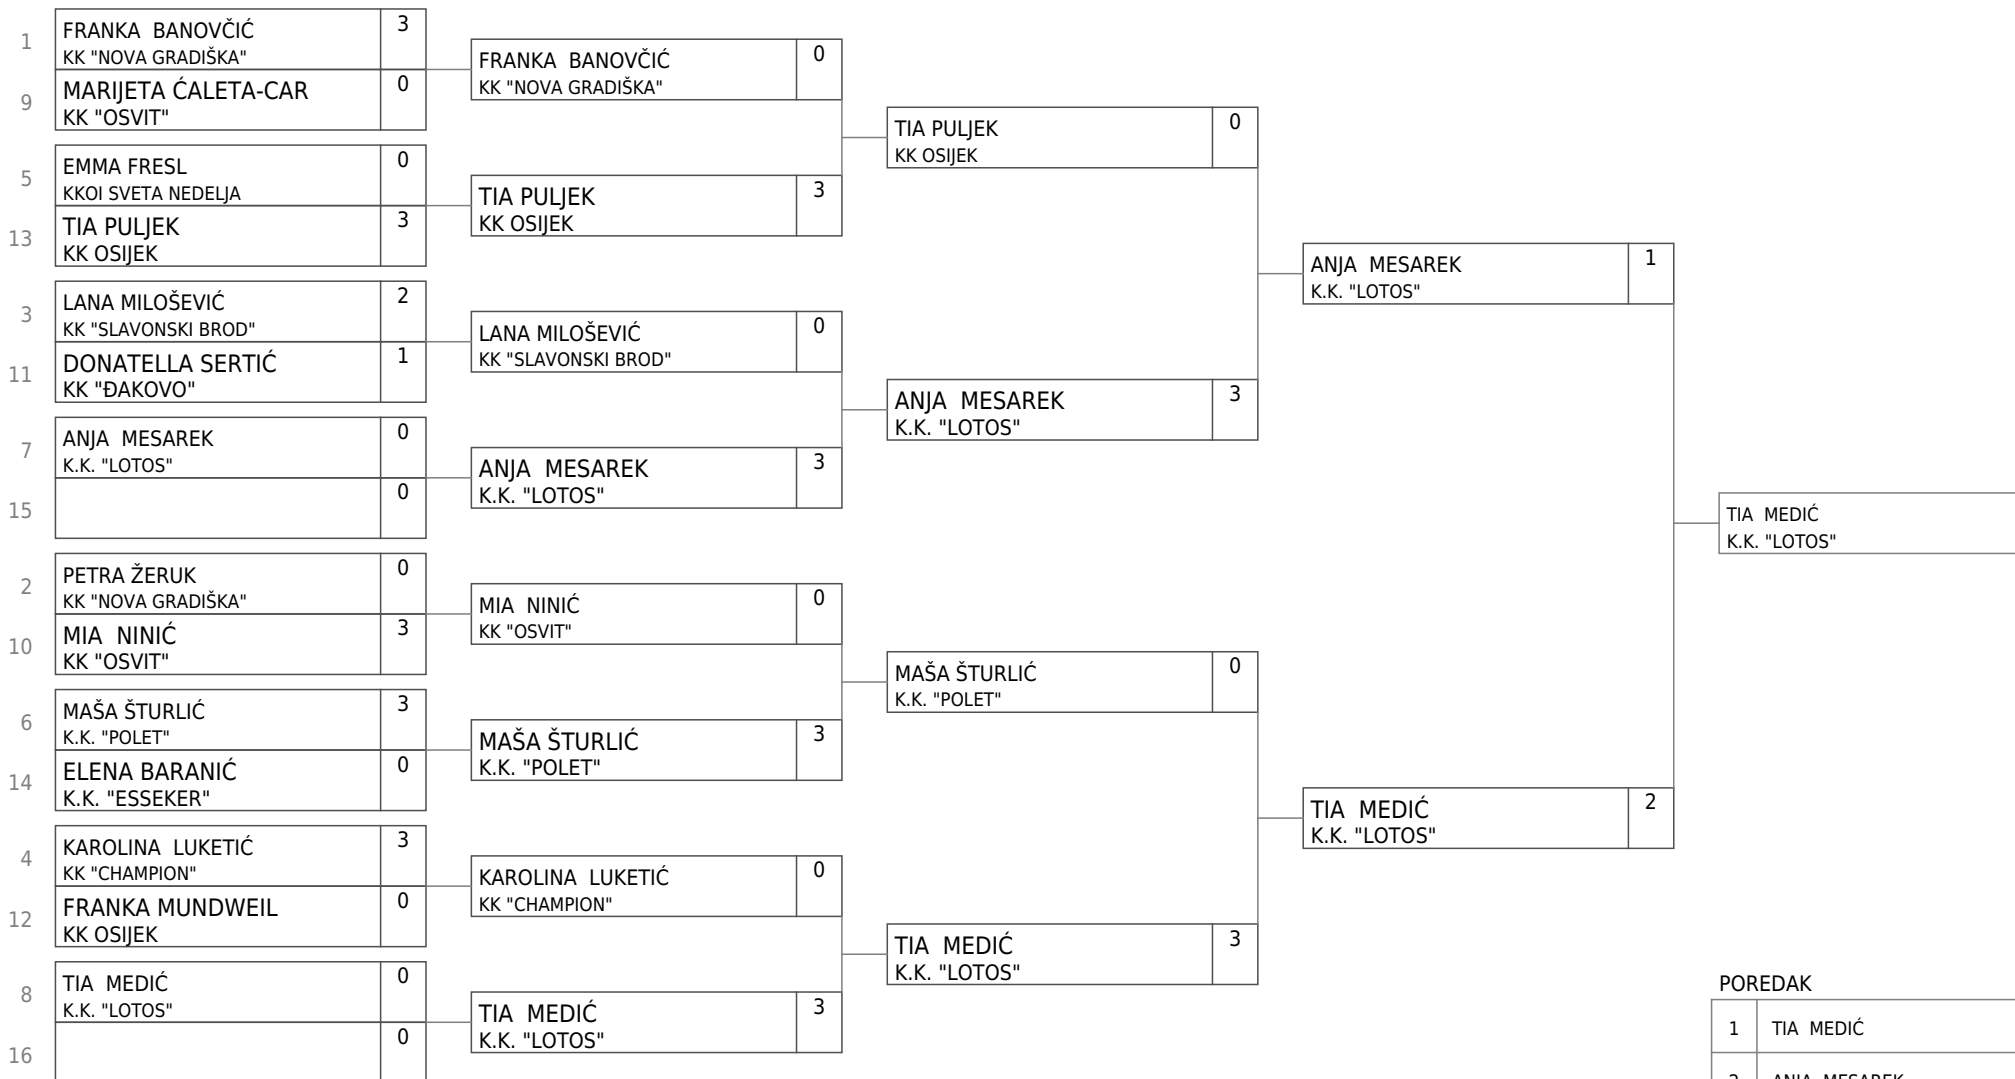 1
FRANKA  BANOVČIĆ
3
KK "NOVA GRADIŠKA"
9
MARIJETA ĆALETA-CAR
0
KK "OSVIT"
5
EMMA FRESL
0
KKOI SVETA NEDELJA
13
TIA PULJEK
3
KK OSIJEK
3
LANA MILOŠEVIĆ
2
KK "SLAVONSKI BROD"
11
DONATELLA SERTIĆ
1
KK "ĐAKOVO"
7
ANJA  MESAREK
0
K.K. "LOTOS"
15
0
2
PETRA ŽERUK
0
KK "NOVA GRADIŠKA"
10
MIA  NINIĆ
3
KK "OSVIT"
6
MAŠA ŠTURLIĆ
3
K.K. "POLET"
14
ELENA BARANIĆ
0
K.K. "ESSEKER"
4
KAROLINA  LUKETIĆ
3
KK "CHAMPION"
12
FRANKA MUNDWEIL
0
KK OSIJEK
8
TIA  MEDIĆ
0
K.K. "LOTOS"
16
0
FRANKA  BANOVČIĆ
0
KK "NOVA GRADIŠKA"
TIA PULJEK
3
KK OSIJEK
LANA MILOŠEVIĆ
0
KK "SLAVONSKI BROD"
ANJA  MESAREK
3
K.K. "LOTOS"
MIA  NINIĆ
0
KK "OSVIT"
MAŠA ŠTURLIĆ
3
K.K. "POLET"
KAROLINA  LUKETIĆ
0
KK "CHAMPION"
TIA  MEDIĆ
3
K.K. "LOTOS"
TIA PULJEK
0
KK OSIJEK
ANJA  MESAREK
3
K.K. "LOTOS"
MAŠA ŠTURLIĆ
0
K.K. "POLET"
TIA  MEDIĆ
3
K.K. "LOTOS"
ANJA  MESAREK
1
K.K. "LOTOS"
TIA  MEDIĆ
2
K.K. "LOTOS"
TIA  MEDIĆ
K.K. "LOTOS"
POREDAK
1 TIA  MEDIĆ
2 ANJA  MESAREK